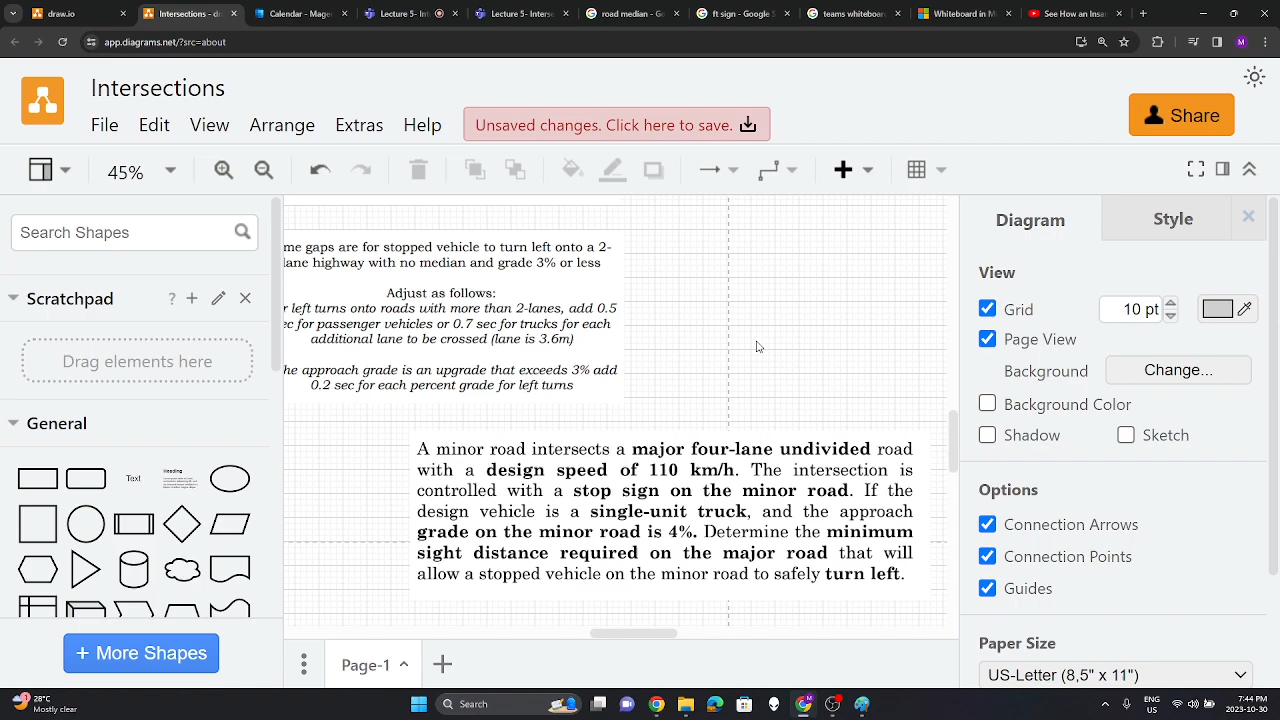 draw.io
Intersections - dra
Calendar - Mager
Lecture 5- Int
Lecture 5- Interse
road median - Go
ft sign - Google S
teams whiteboard
Whiteboard in Mi
See How an Insa
app.diagrams.net/?src=about
Intersections
File Edit View Arrange Extras Help
Unsaved changes. Click here to save.
Share
45%
Search Shapes
Scratchpad
Drag elements here
General
Text
Heading
+ More Shapes
me gaps are for stopped vehicle to turn left onto a 2-
lane highway with no median and grade 3% or less
Adjust as follows:
r left turns onto roads with more than 2-lanes, add 0.5
ec for passenger vehicles or 0.7 sec for trucks for each
additional lane to be crossed (lane is 3.6m)
he approach grade is an upgrade that exceeds 3% add
0.2 sec for each percent grade for left turns
A minor road intersects a major four-lane undivided road
with a design speed of 110 km/h. The intersection is
controlled with a stop sign on the minor road. If the
design vehicle is a single-unit truck, and the approach
grade on the minor road is 4%. Determine the minimum
sight distance required on the major road that will
allow a stopped vehicle on the minor road to safely turn left.
Page-1
Diagram
Style
View
Grid
10 pt
Page View
Background
Change...
Background Color
Shadow
Sketch
Options
Connection Arrows
Connection Points
Guides
Paper Size
US-Letter (8,5" x 11")
28°C
Mostly clear
Search
ENG
US
7:44 PM
2023-10-30